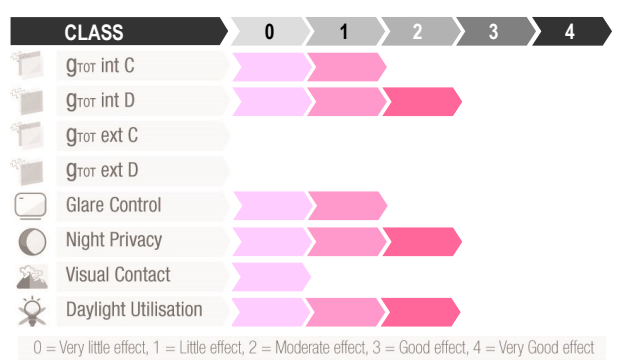 CLASS 0 1 2 3 4
gTOT int C
gTOT int D
gTOT ext C
gTOT ext D
Glare Control
Night Privacy
Visual Contact
Daylight Utilisation
0 = Very little effect, 1 = Little effect, 2 = Moderate effect, 3 = Good effect, 4 = Very Good effect